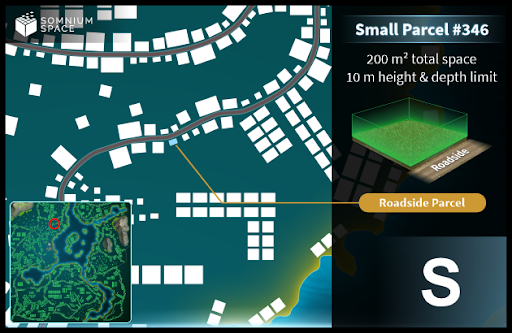 SOMNIUM
SPACE
Small Parcel #346
200 m² total space
10 m height & depth limit
Roadside
Roadside Parcel
S